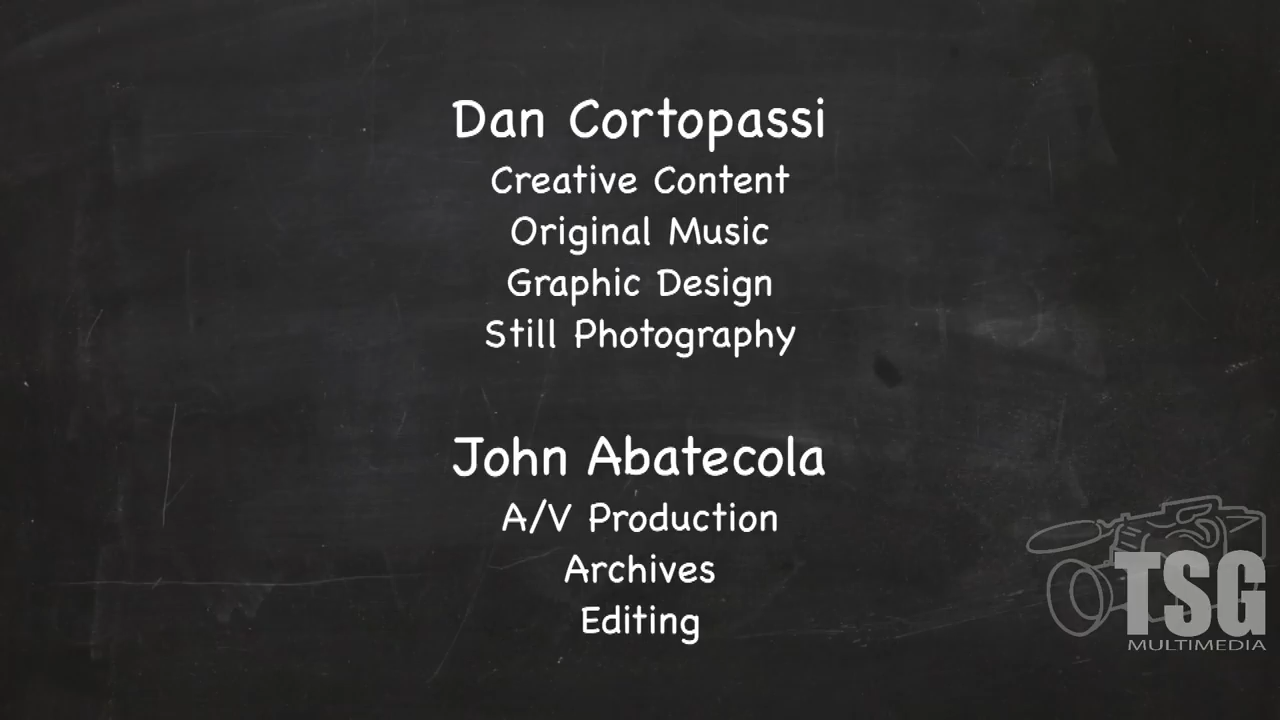 Dan Cortopassi
Creative Content
Original Music
Graphic Design
Still Photography
John Abatecola
A/V Production
Archives
Editing
TSG
MULTIMEDIA